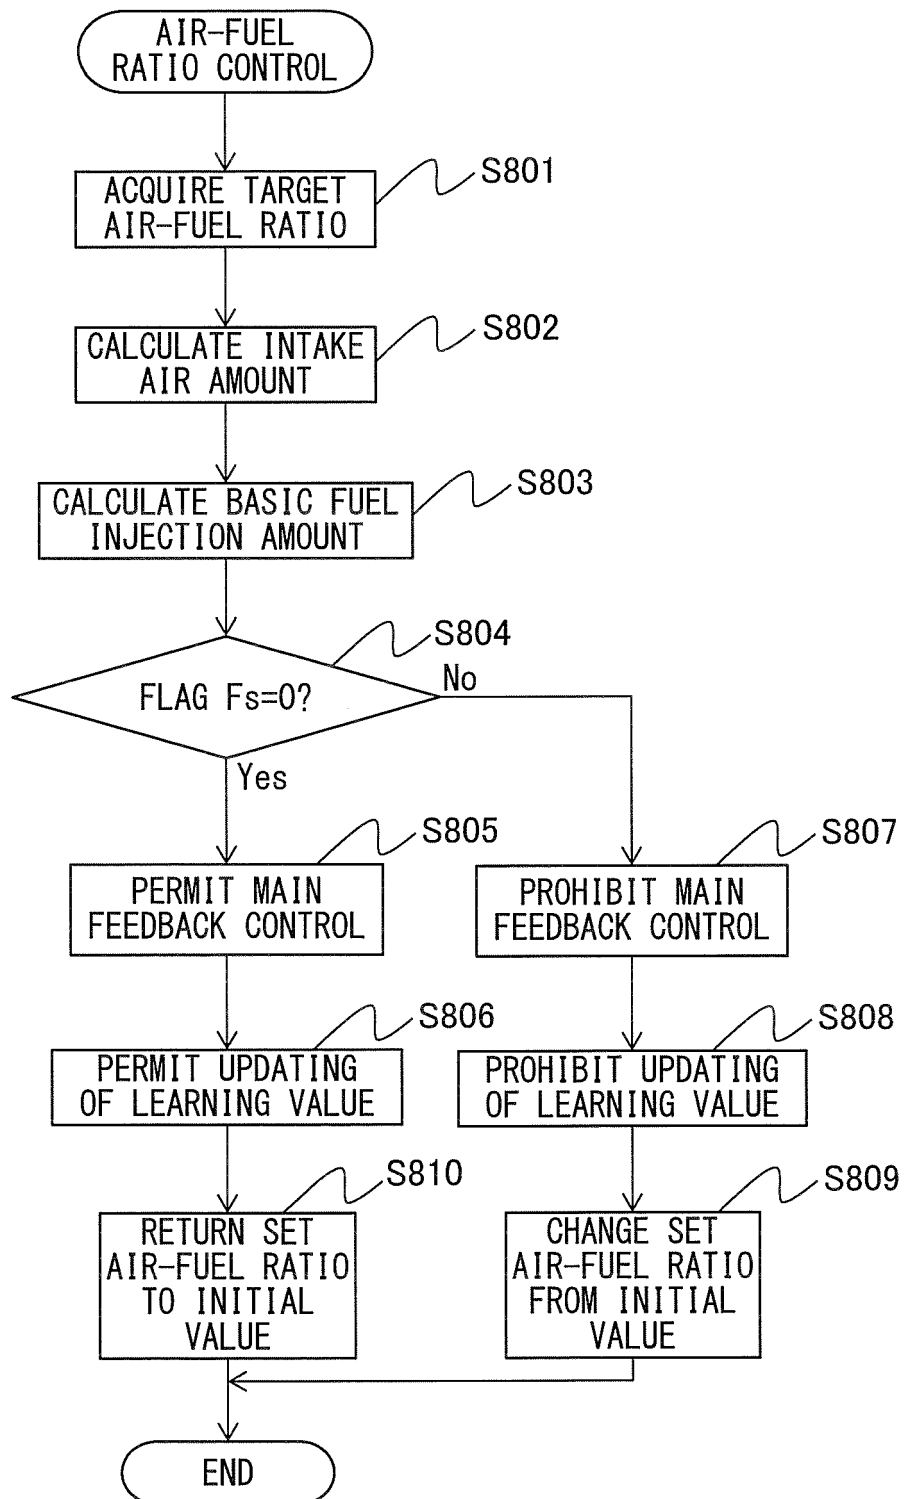 AIR-FUEL
RATIO CONTROL
ACQUIRE TARGET
AIR-FUEL RATIO
S801
CALCULATE INTAKE
AIR AMOUNT
S802
CALCULATE BASIC FUEL
INJECTION AMOUNT
S803
FLAG Fs=0?
S804
No
Yes
PERMIT MAIN
FEEDBACK CONTROL
S805
PROHIBIT MAIN
FEEDBACK CONTROL
S807
PERMIT UPDATING
OF LEARNING VALUE
S806
PROHIBIT UPDATING
OF LEARNING VALUE
S808
RETURN SET
AIR-FUEL RATIO
TO INITIAL
VALUE
S810
CHANGE SET
AIR-FUEL RATIO
FROM INITIAL
VALUE
S809
END